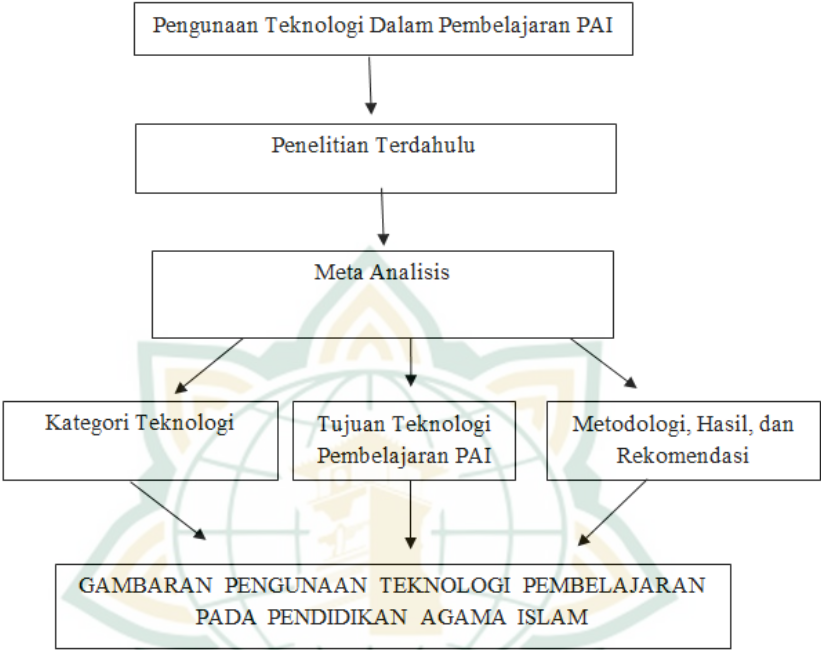 Pengunaan Teknologi Dalam Pembelajaran PAI
Penelitian Terdahulu
Meta Analisis
Kategori Teknologi
Tujuan Teknologi
Pembelajaran PAI
Metodologi, Hasil, dan
Rekomendasi
GAMBARAN PENGUNAAN TEKNOLOGI PEMBELAJARAN
PADA PENDIDIKAN AGAMA ISLAM